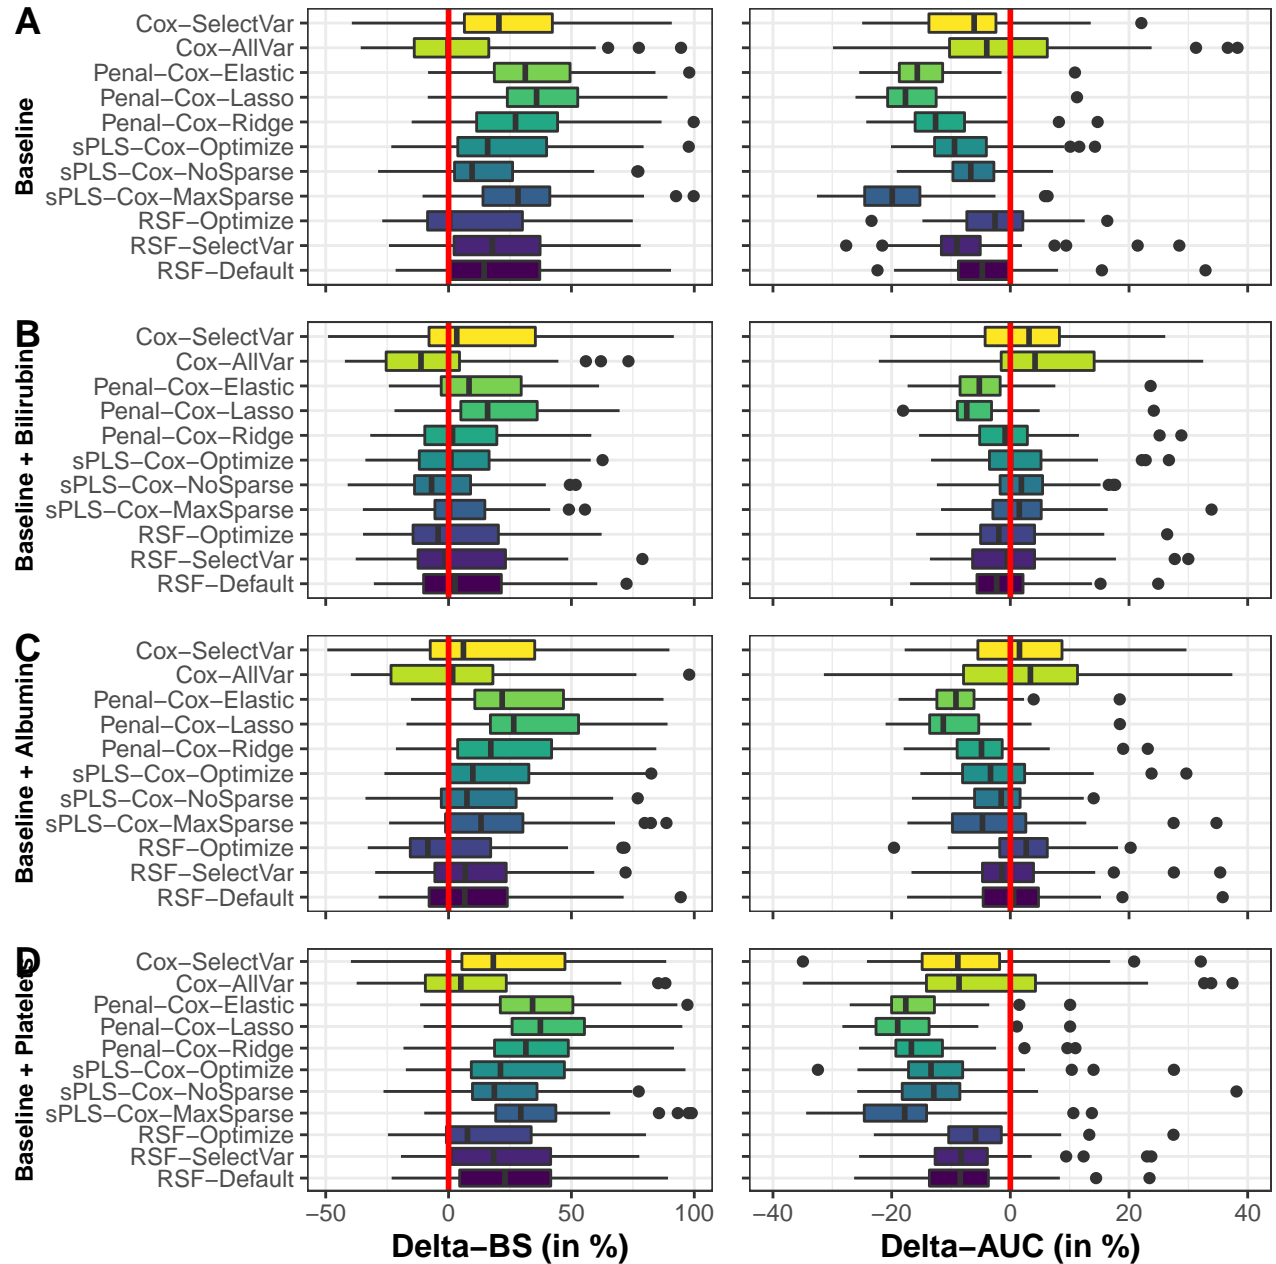 A
Baseline
Cox−SelectVar
Cox−AllVar
Penal−Cox−Elastic
Penal−Cox−Lasso
Penal−Cox−Ridge
sPLS−Cox−Optimize
sPLS−Cox−NoSparse
sPLS−Cox−MaxSparse
RSF−Optimize
RSF−SelectVar
RSF−Default
B
Baseline + Bilirubin
Cox−SelectVar
Cox−AllVar
Penal−Cox−Elastic
Penal−Cox−Lasso
Penal−Cox−Ridge
sPLS−Cox−Optimize
sPLS−Cox−NoSparse
sPLS−Cox−MaxSparse
RSF−Optimize
RSF−SelectVar
RSF−Default
C
Baseline + Albumine
Cox−SelectVar
Cox−AllVar
Penal−Cox−Elastic
Penal−Cox−Lasso
Penal−Cox−Ridge
sPLS−Cox−Optimize
sPLS−Cox−NoSparse
sPLS−Cox−MaxSparse
RSF−Optimize
RSF−SelectVar
RSF−Default
D
Baseline + Platelets
Cox−SelectVar
Cox−AllVar
Penal−Cox−Elastic
Penal−Cox−Lasso
Penal−Cox−Ridge
sPLS−Cox−Optimize
sPLS−Cox−NoSparse
sPLS−Cox−MaxSparse
RSF−Optimize
RSF−SelectVar
RSF−Default
−50 0 50 100
Delta−BS (in %)
−40 −20 0 20 40
Delta−AUC (in %)